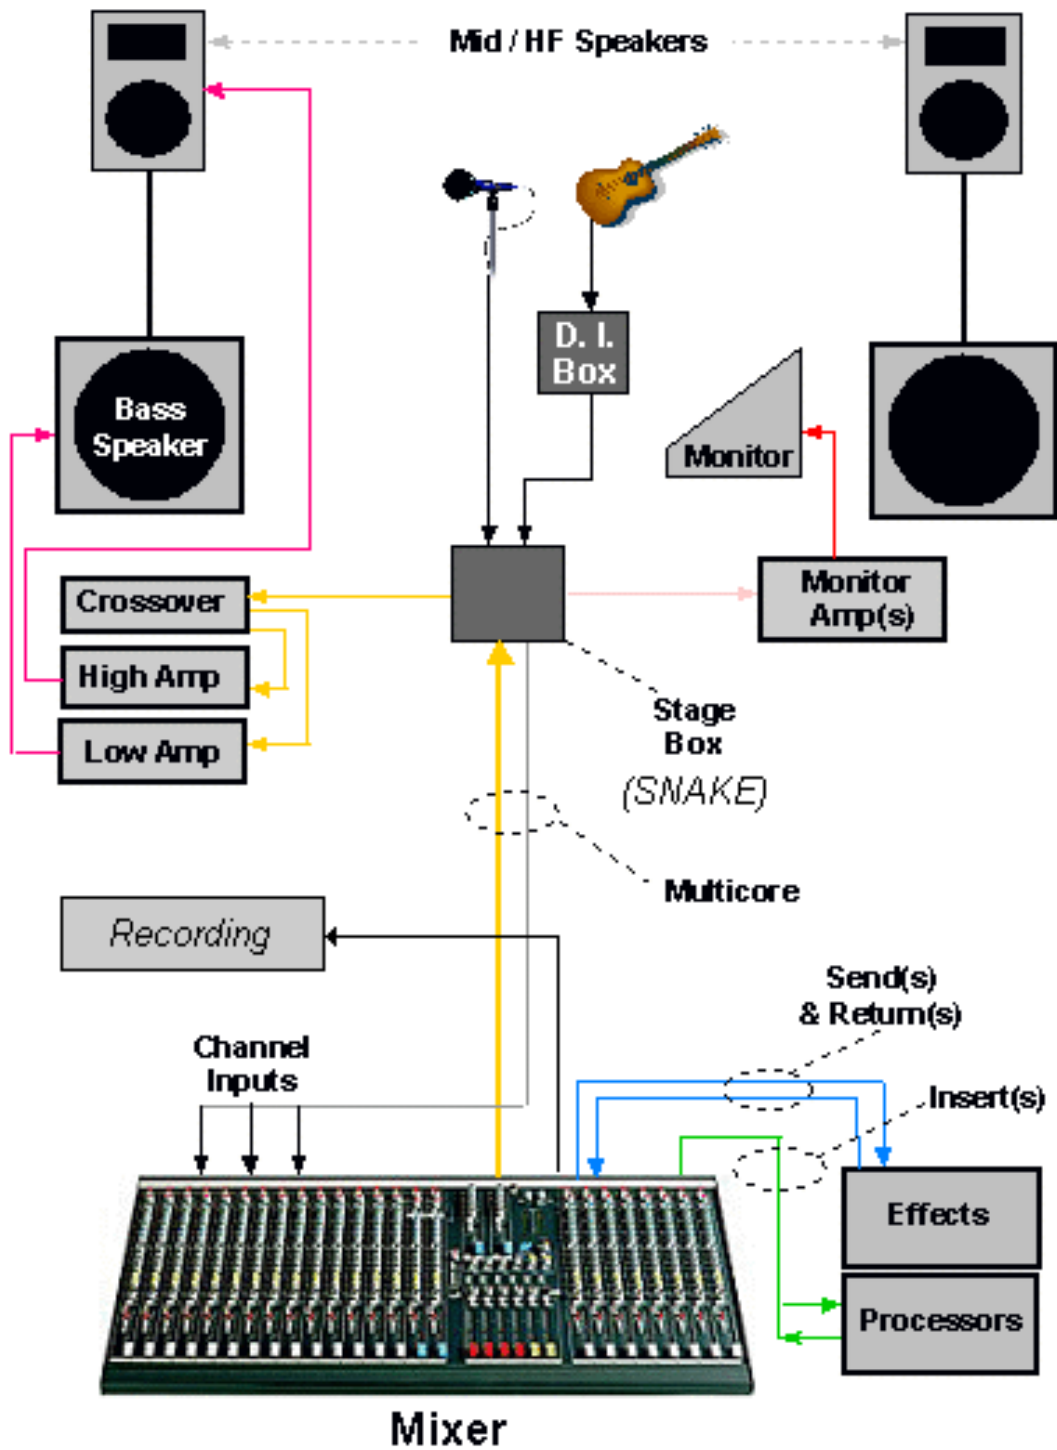 Mid / HF Speakers
D. I.
Box
Bass
Speaker
Monitor
Crossover
High Amp
Low Amp
Monitor
Amp(s)
Stage
Box
(SNAKE)
Multicore
Recording
Send(s)
& Return(s)
Channel
Inputs
Insert(s)
Effects
Processors
Mixer